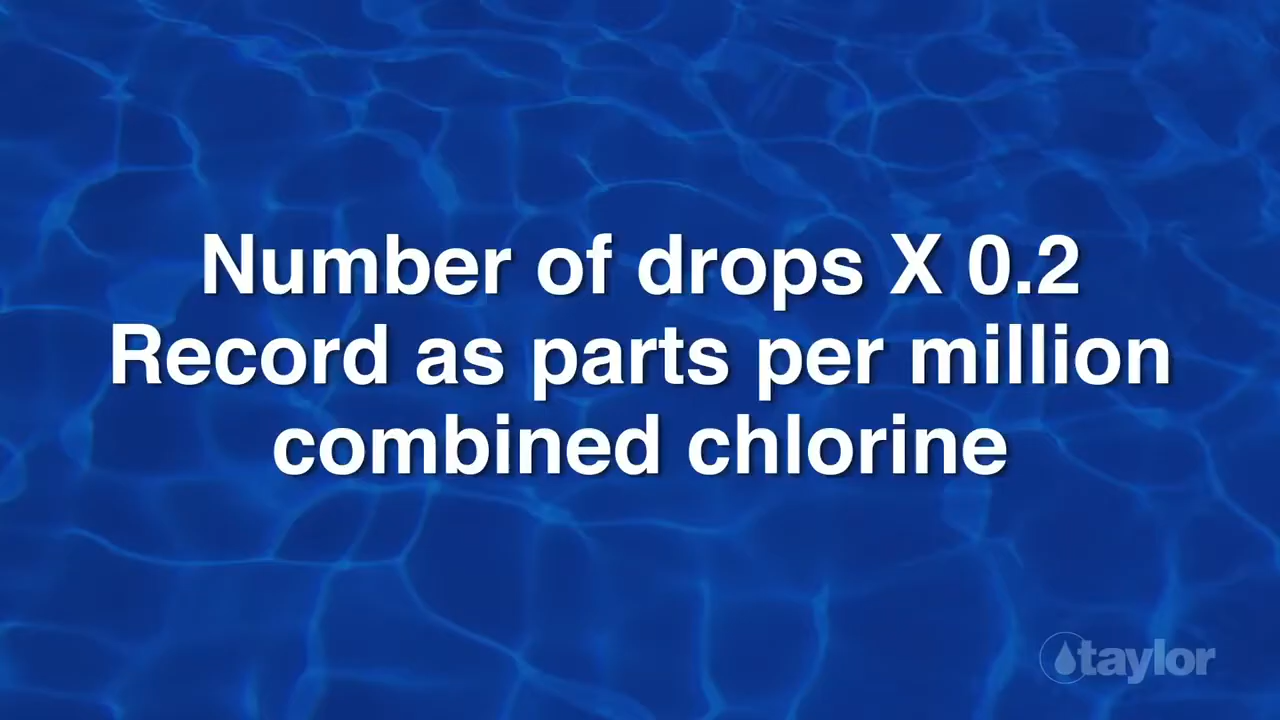 Number of drops X 0.2
Record as parts per million
combined chlorine
taylor